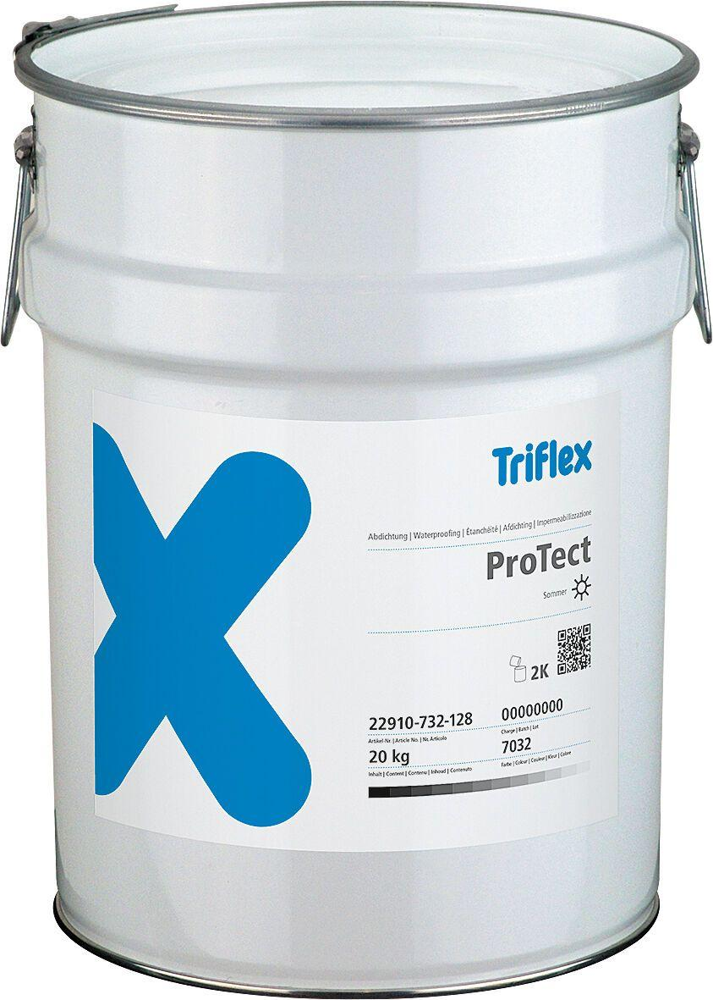 Triflex
Abdichtung | Waterproofing | Étanchéité | Afdichting | Impermeabilizzazione
ProTect
Sommer
2K
22910-732-128
Artikel-Nr. | Article No. | Nr. Articolo
00000000
Charge | Batch | Lot
20 kg
Inhalt | Content | Contenu | Inhoud | Contenuto
7032
Farbe | Colour | Couleur | Kleur | Colore